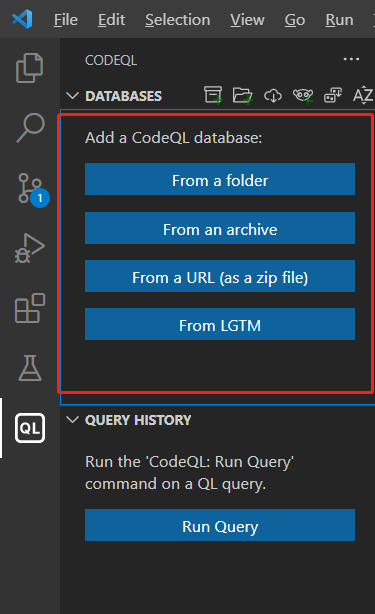 File Edit Selection View Go Run
CODEQL
DATABASES
Add a CodeQL database:
From a folder
From an archive
From a URL (as a zip file)
From LGTM
1
QL
QUERY HISTORY
Run the 'CodeQL: Run Query'
command on a QL query.
Run Query